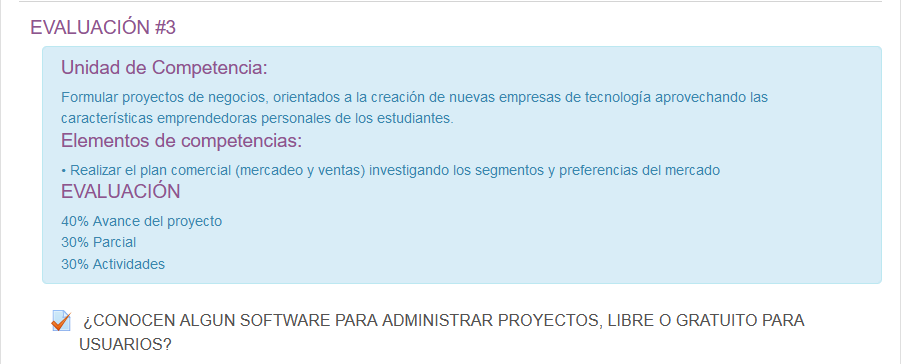 EVALUACIÓN #3
Unidad de Competencia:
Formular proyectos de negocios, orientados a la creación de nuevas empresas de tecnología aprovechando las
características emprendedoras personales de los estudiantes.
Elementos de competencias:
• Realizar el plan comercial (mercadeo y ventas) investigando los segmentos y preferencias del mercado
EVALUACIÓN
40% Avance del proyecto
30% Parcial
30% Actividades
¿CONOCEN ALGUN SOFTWARE PARA ADMINISTRAR PROYECTOS, LIBRE O GRATUITO PARA
USUARIOS?